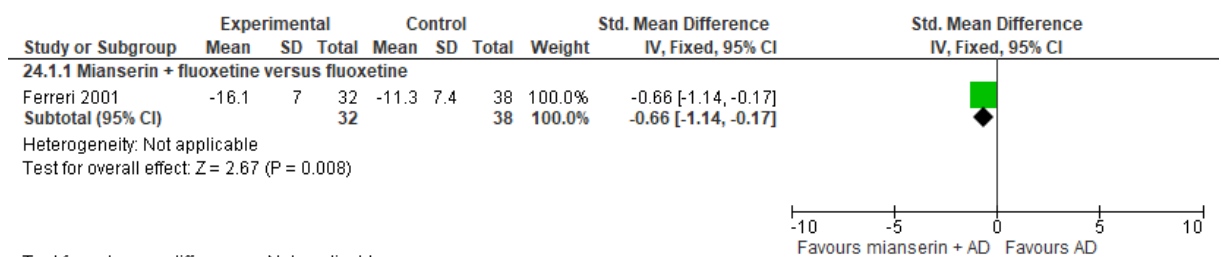 Experimental Control Std. Mean Difference Std. Mean Difference
Study or Subgroup Mean SD Total Mean SD Total Weight IV, Fixed, 95% CI IV, Fixed, 95% CI
24.1.1 Mianserin + fluoxetine versus fluoxetine
Ferreri 2001 -16.1 7 32 -11.3 7.4 38 100.0% -0.66 [-1.14, -0.17]
Subtotal (95% CI) 32 38 100.0% -0.66 [-1.14, -0.17]
Heterogeneity: Not applicable
Test for overall effect: Z = 2.67 (P = 0.008)
-10 -5 0 5 10
Favours mianserin + AD Favours AD